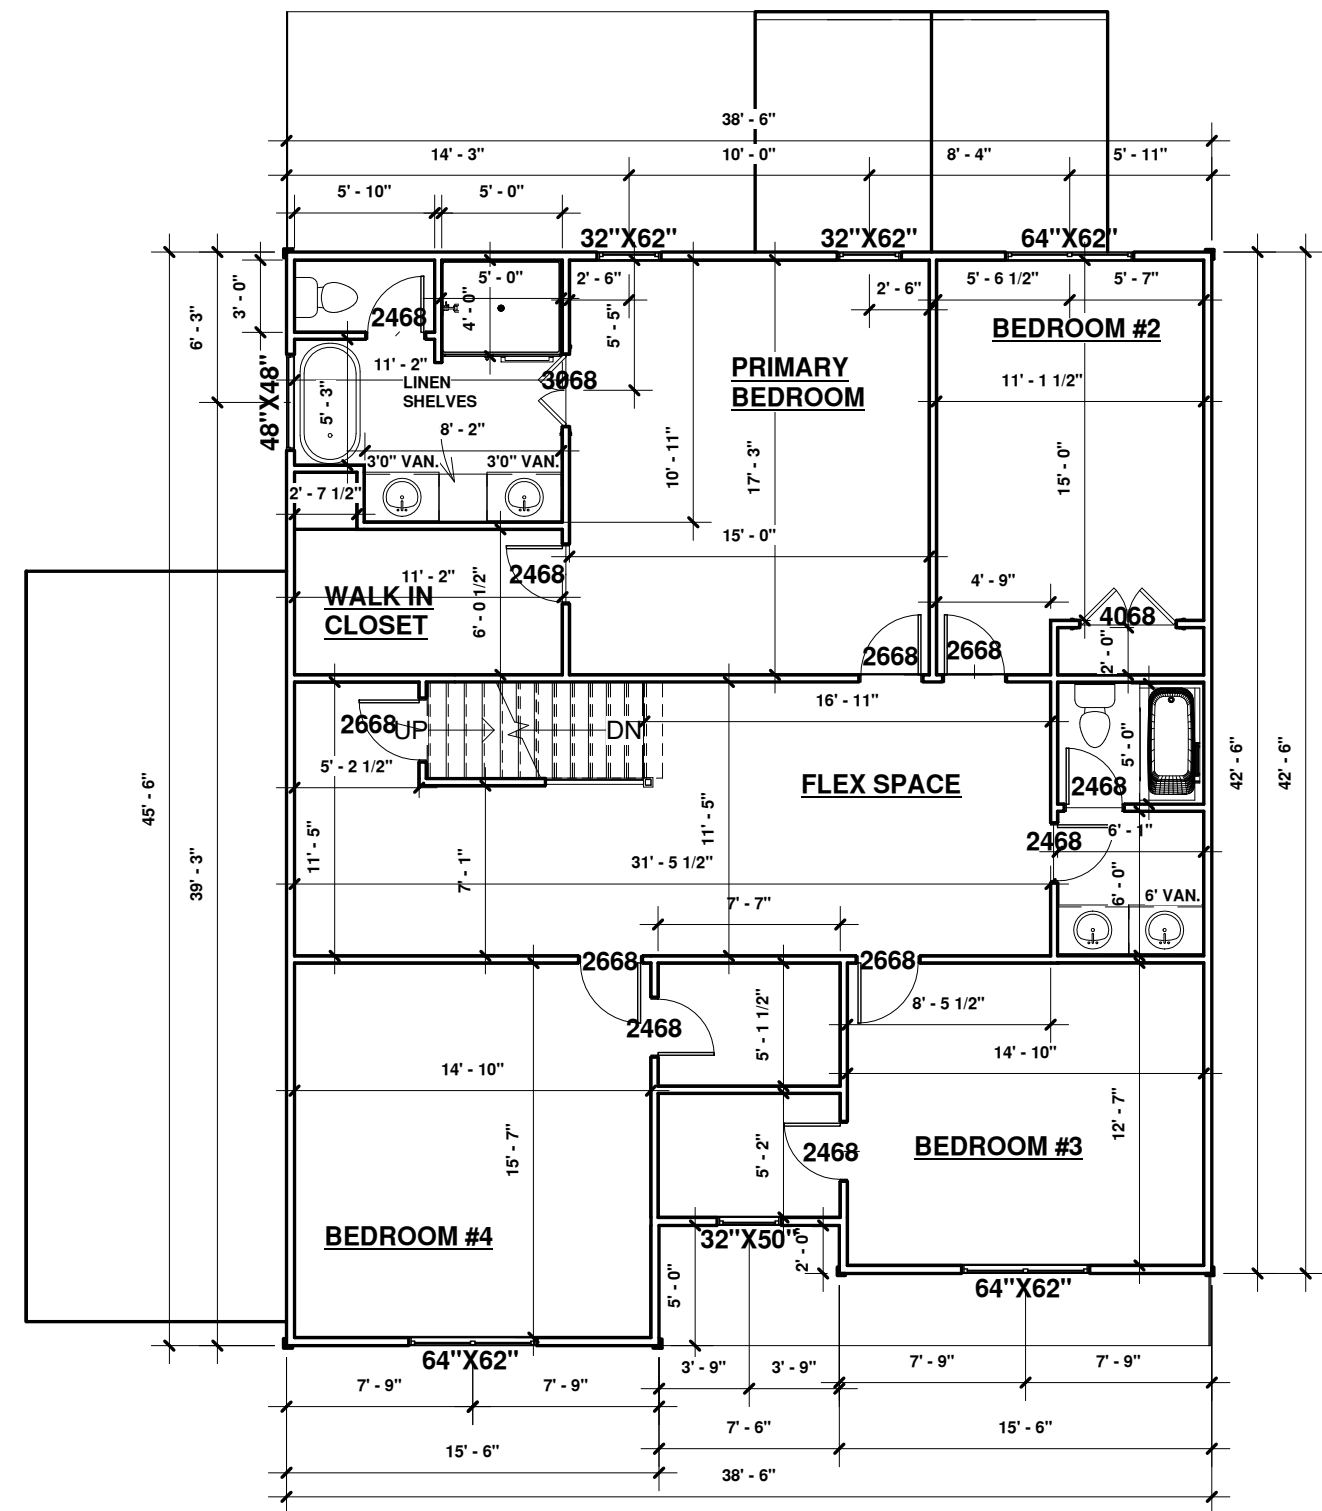 38' - 6"
14' - 3"
10' - 0"
8' - 4"
5' - 11"
5' - 10"
5' - 0"
32"X62"
32"X62"
64"X62"
3' - 0"
6' - 3"
5' - 0"
4' - 0"
2' - 6"
5' - 5"
2' - 6"
5' - 6 1/2"
5' - 7"
2468
BEDROOM #2
11' - 2"
LINEN
SHELVES
3068
PRIMARY
BEDROOM
11' - 1 1/2"
48"X48"
5' - 3"
8' - 2"
3'0" VAN.
3'0" VAN.
2' - 7 1/2"
10' - 11"
17' - 3"
15' - 0"
15' - 0"
11' - 2"
2468
WALK IN
CLOSET
6' - 0 1/2"
4' - 9"
4068
2' - 0"
2668
2668
16' - 11"
2668
UP
DN
5' - 2 1/2"
5' - 0"
FLEX SPACE
2468
45' - 6"
39' - 3"
42' - 6"
42' - 6"
11' - 5"
7' - 1"
11' - 5"
31' - 5 1/2"
2468
6' - 1"
6' - 0"
6' VAN.
7' - 7"
2668
2668
2468
5' - 1 1/2"
8' - 5 1/2"
14' - 10"
14' - 10"
12' - 7"
15' - 7"
5' - 2"
2468
BEDROOM #3
BEDROOM #4
32"X50"
2' - 0"
5' - 0"
64"X62"
64"X62"
7' - 9"
7' - 9"
3' - 9"
3' - 9"
7' - 9"
7' - 9"
7' - 6"
15' - 6"
15' - 6"
38' - 6"